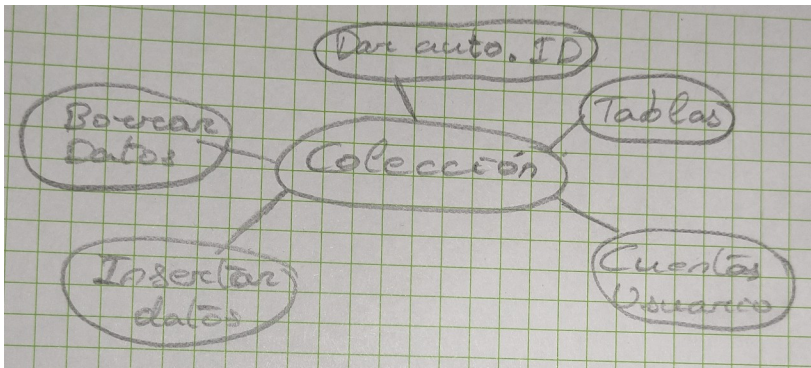 Dar auto. ID
Borrar
Datos
Tablas
Colección
Insertar
datos
Cuentas
Usuario